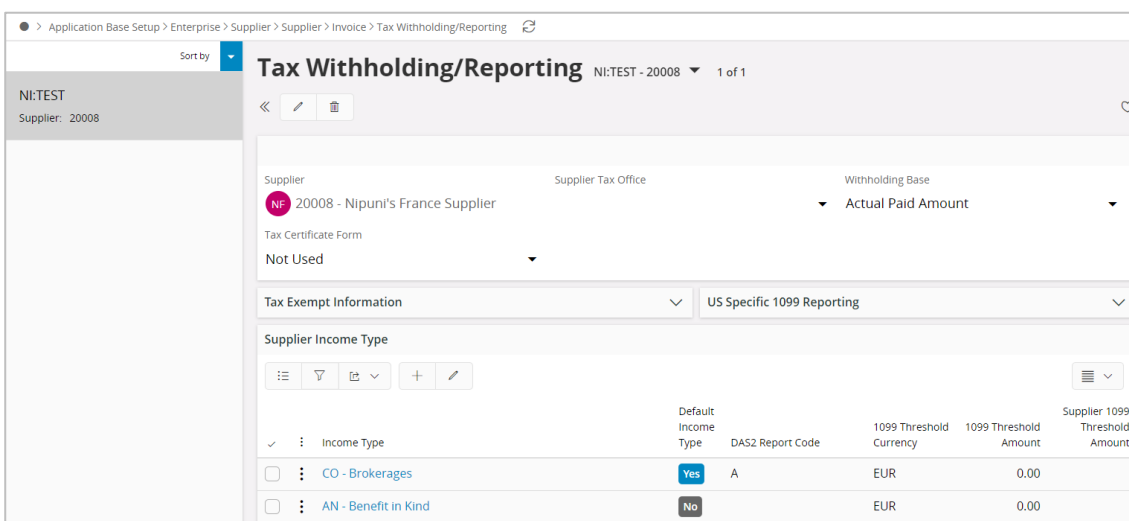 Application Base Setup > Enterprise > Supplier > Supplier > Invoice > Tax Withholding/Reporting
Sort by
NI:TEST
Supplier: 20008
Tax Withholding/Reporting NI:TEST - 20008 1 of 1
Supplier Supplier Tax Office Withholding Base
NF 20008 - Nipuni's France Supplier Actual Paid Amount
Tax Certificate Form
Not Used
Tax Exempt Information US Specific 1099 Reporting
Supplier Income Type
Income Type Default Income Type DAS2 Report Code 1099 Threshold Currency 1099 Threshold Amount Supplier 1099 Threshold Amount
CO - Brokerages Yes A EUR 0.00
AN - Benefit in Kind No EUR 0.00